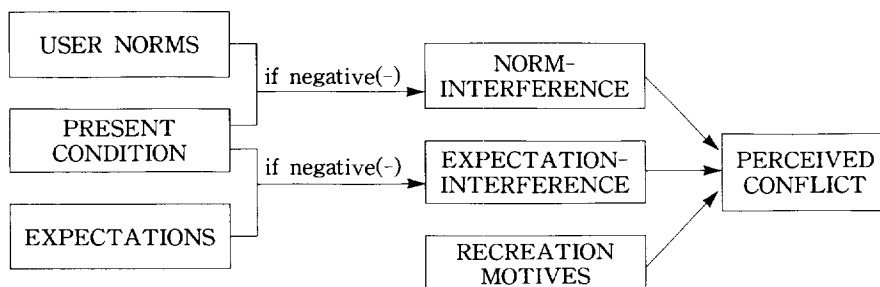 USER NORMS
if negative(-)
NORM-
INTERFERENCE
PRESENT
CONDITION
if negative(-)
EXPECTATION-
INTERFERENCE
PERCEIVED
CONFLICT
EXPECTATIONS
RECREATION
MOTIVES